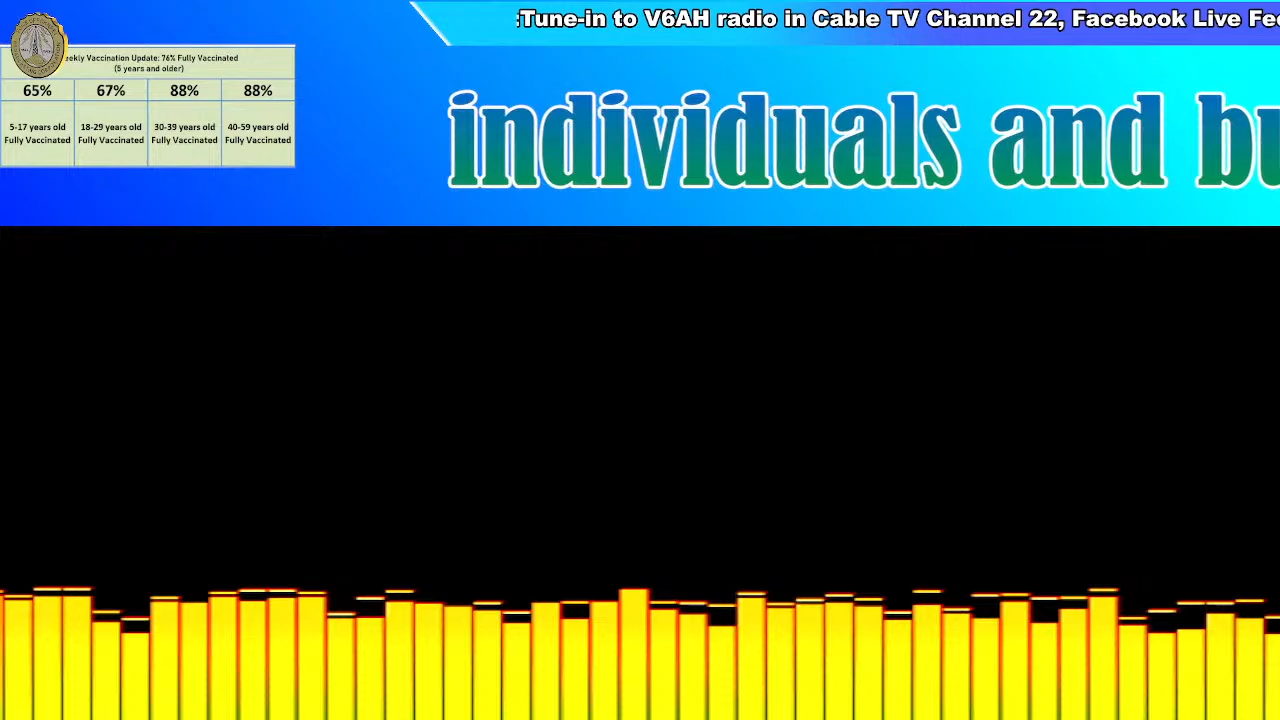 :Tune-in to V6AH radio in Cable TV Channel 22, Facebook Live Fee
eekly Vaccination Update: 76% Fully Vaccinated
(5 years and older)
65% 67% 88% 88%
5-17 years old 18-29 years old 30-39 years old 40-59 years old
Fully Vaccinated Fully Vaccinated Fully Vaccinated Fully Vaccinated
individuals and bu